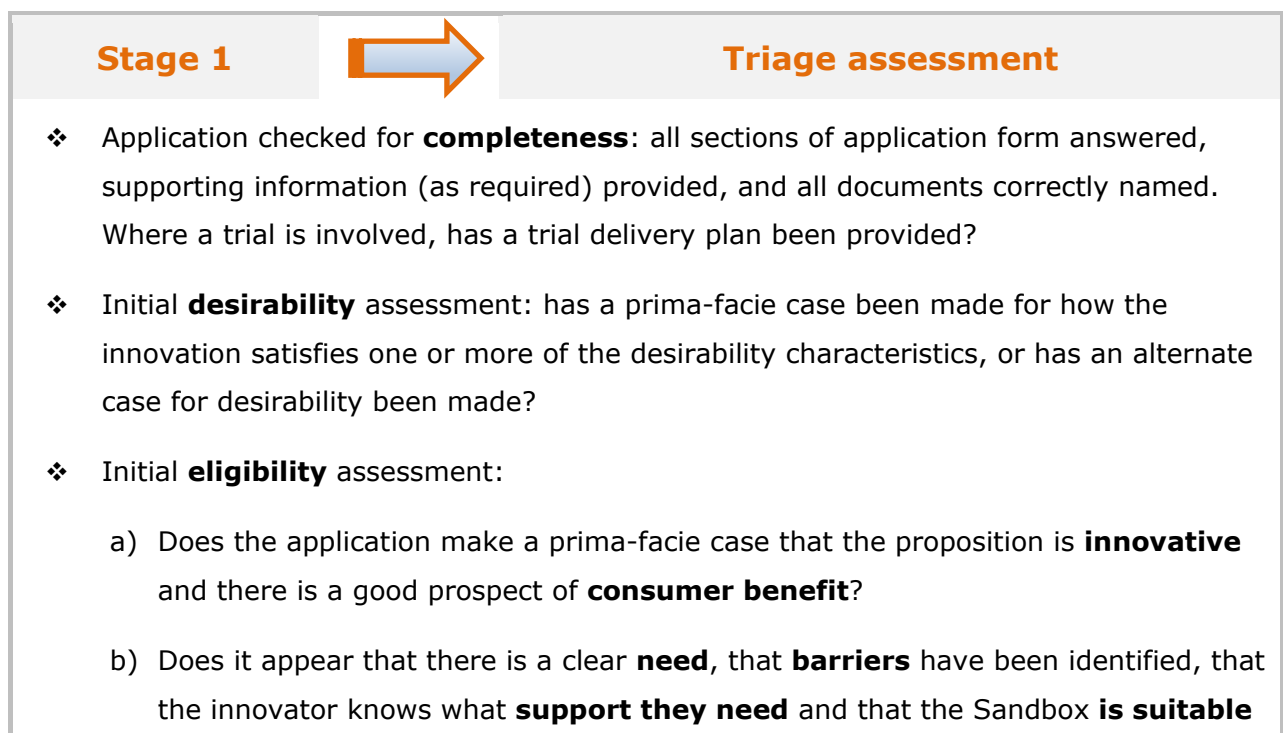 Stage 1
Triage assessment
❖ Application checked for completeness: all sections of application form answered,
supporting information (as required) provided, and all documents correctly named.
Where a trial is involved, has a trial delivery plan been provided?
❖ Initial desirability assessment: has a prima-facie case been made for how the
innovation satisfies one or more of the desirability characteristics, or has an alternate
case for desirability been made?
❖ Initial eligibility assessment:
a) Does the application make a prima-facie case that the proposition is innovative
and there is a good prospect of consumer benefit?
b) Does it appear that there is a clear need, that barriers have been identified, that
the innovator knows what support they need and that the Sandbox is suitable